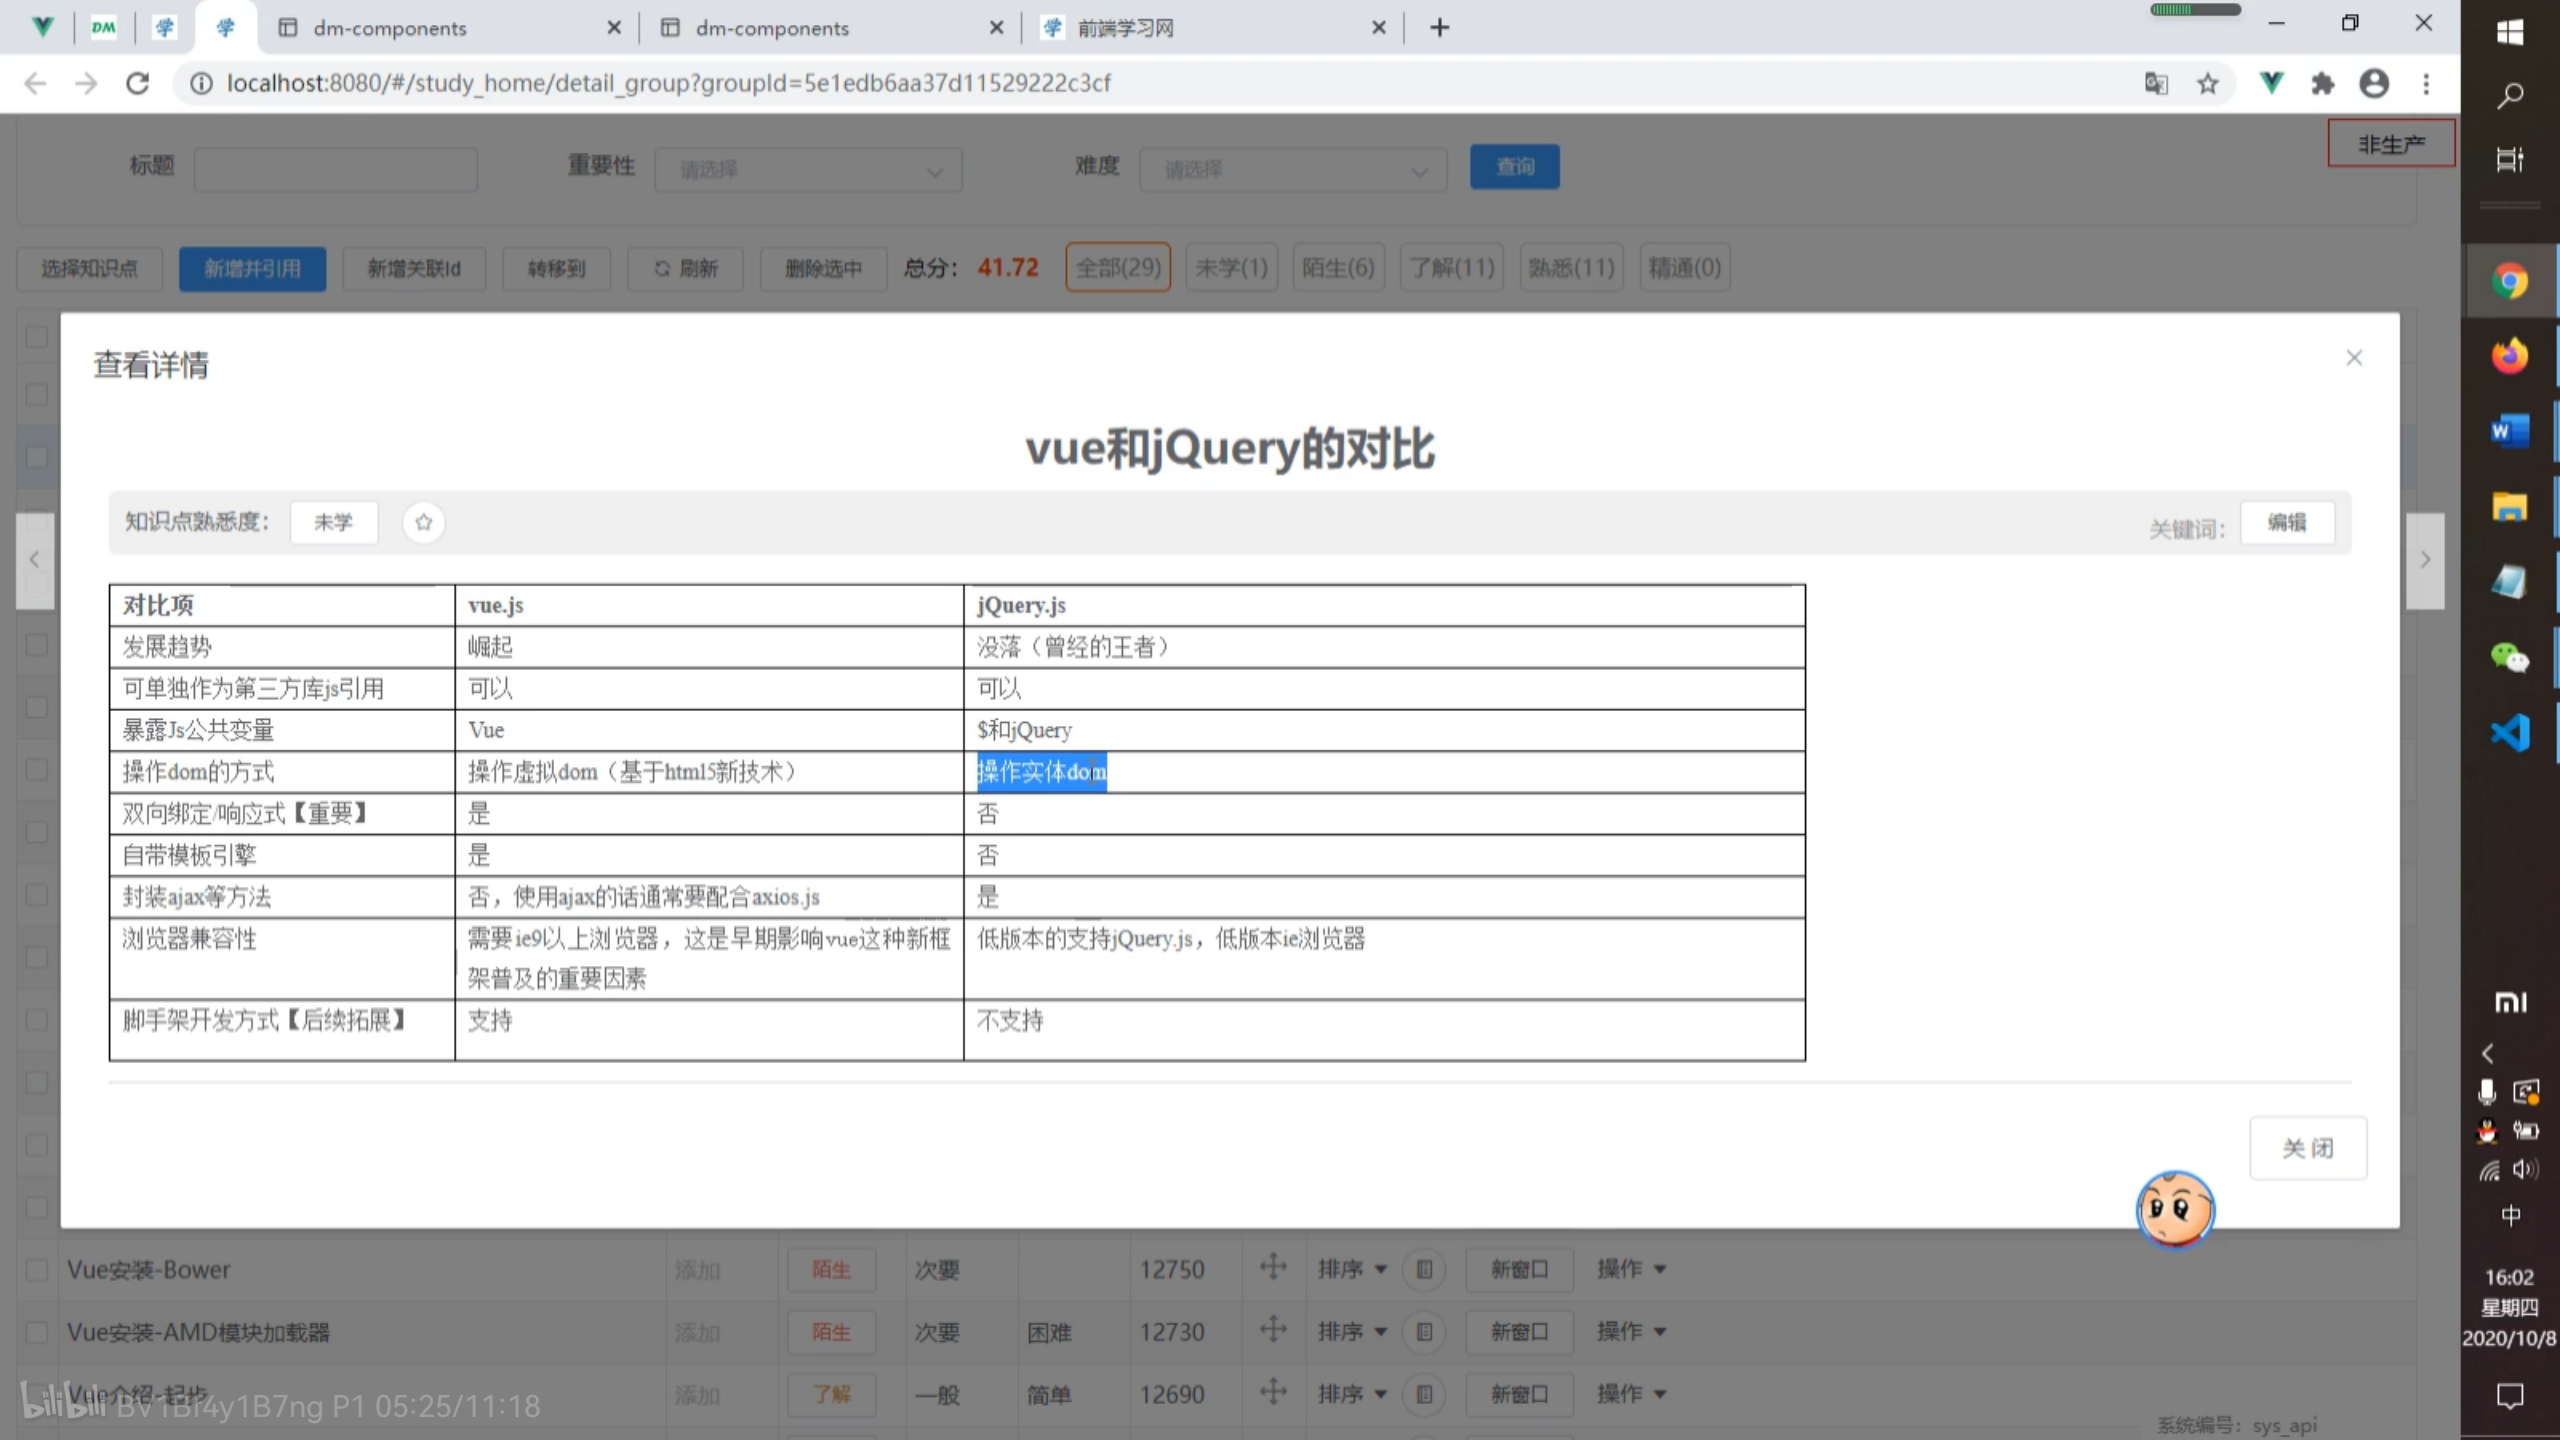 DM 学 学 dm-components dm-components 学 前端学习网
localhost:8080/#/study_home/detail_group?groupId=5e1edb6aa37d11529222c3cf
非生产
标题 重要性 请选择 难度 请选择 查询
选择知识点 新增并引用 新增关联Id 转移到 刷新 删除选中 总分： 41.72 全部(29) 未学(1) 陌生(6) 了解(11) 熟悉(11) 精通(0)
查看详情
vue和jQuery的对比
知识点熟悉度： 未学 关键词： 编辑
对比项 vue.js jQuery.js
发展趋势 崛起 没落（曾经的王者）
可单独作为第三方库js引用 可以 可以
暴露Js公共变量 Vue $和jQuery
操作dom的方式 操作虚拟dom（基于html5新技术） 操作实体dom
双向绑定/响应式【重要】 是 否
自带模板引擎 是 否
封装ajax等方法 否，使用ajax的话通常要配合axios.js 是
浏览器兼容性 需要ie9以上浏览器，这是早期影响vue这种新框 低版本的支持jQuery.js，低版本ie浏览器
架普及的重要因素
脚手架开发方式【后续拓展】 支持 不支持
关 闭
Vue安装-Bower 添加 陌生 次要 12750 排序 新窗口 操作
Vue安装-AMD模块加载器 添加 陌生 次要 困难 12730 排序 新窗口 操作
Vue介绍-起步 添加 了解 一般 简单 12690 排序 新窗口 操作
bilibili BV1Bf4y1B7ng P1 05:25/11:18
系统编号：sys_api
W
mi
中
16:02
星期四
2020/10/8